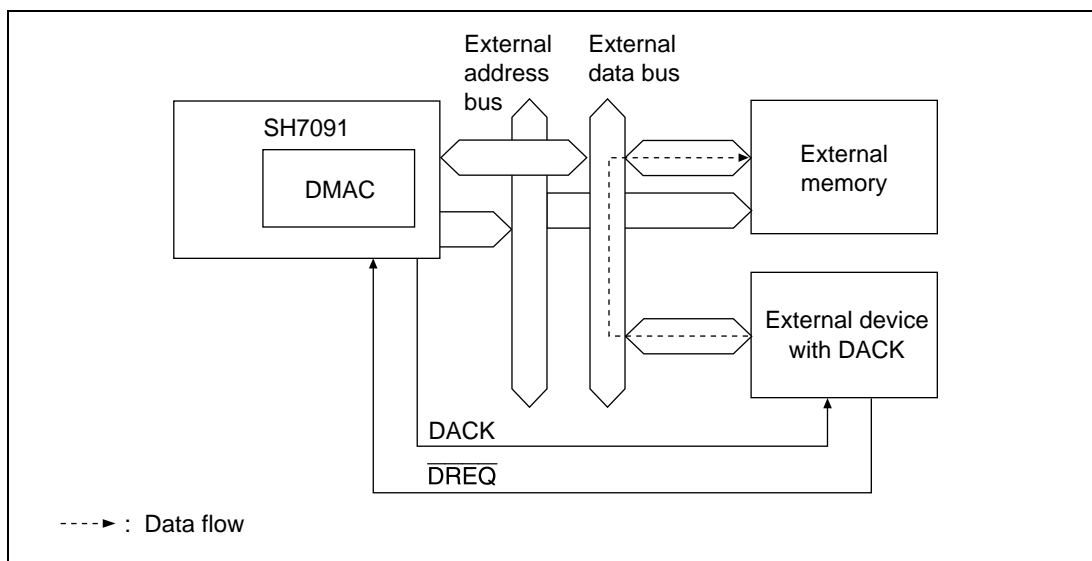 External
address
bus
External
data bus
SH7091
DMAC
External
memory
External device
with DACK
DACK
DREQ
: Data flow